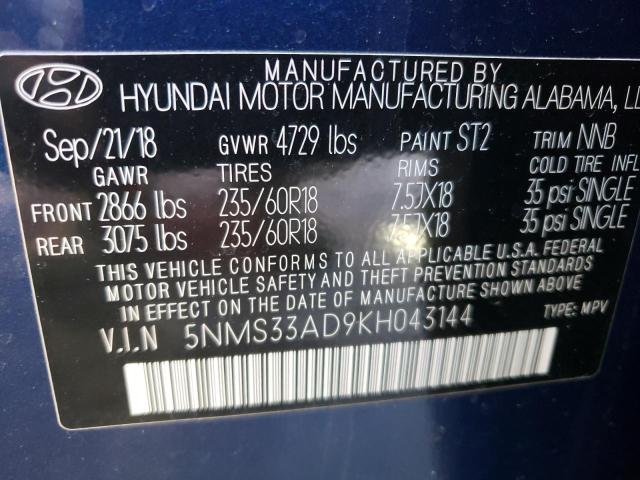 MANUFACTURED BY
HYUNDAI MOTOR MANUFACTURING ALABAMA,
Sep/21/18 GVWR 4729 lbs PAINT ST2 TRIM NNB
GAWR TIRES RIMS COLD TIRE INFL
FRONT 2866 lbs 235/60R18 7.5JX18 35 psi SINGLE
REAR 3075 lbs 235/60R18 7.5JX18 35 psi SINGLE
THIS VEHICLE CONFORMS TO ALL APPLICABLE U.S.A. FEDERAL
MOTOR VEHICLE SAFETY AND THEFT PREVENTION STANDARDS
IN EFFECT ON THE DATE OF MANUFACTURE SHOWN ABOVE.
V.I.N 5NMS33AD9KH043144 TYPE: MPV